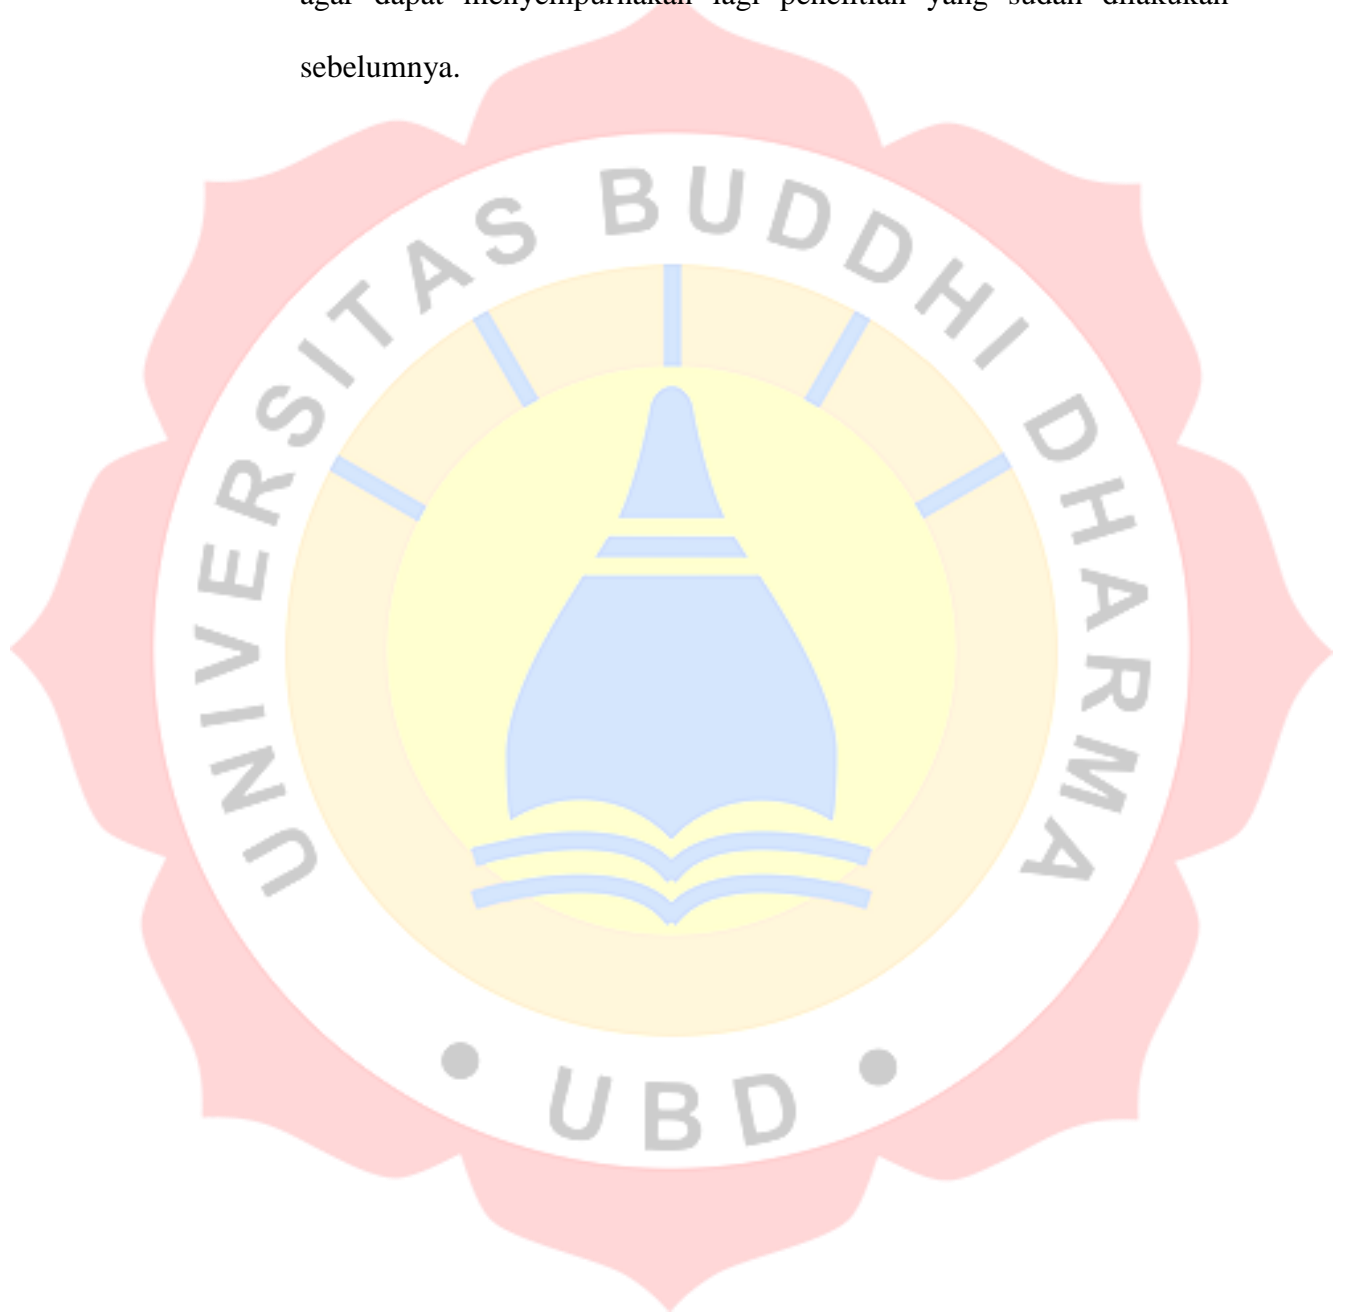 agar dapat menyempurnakan lagi penelitian yang sudah dilakukan
sebelumnya.
UNIVERSITAS BUDDHI DHARMA
• UBD •